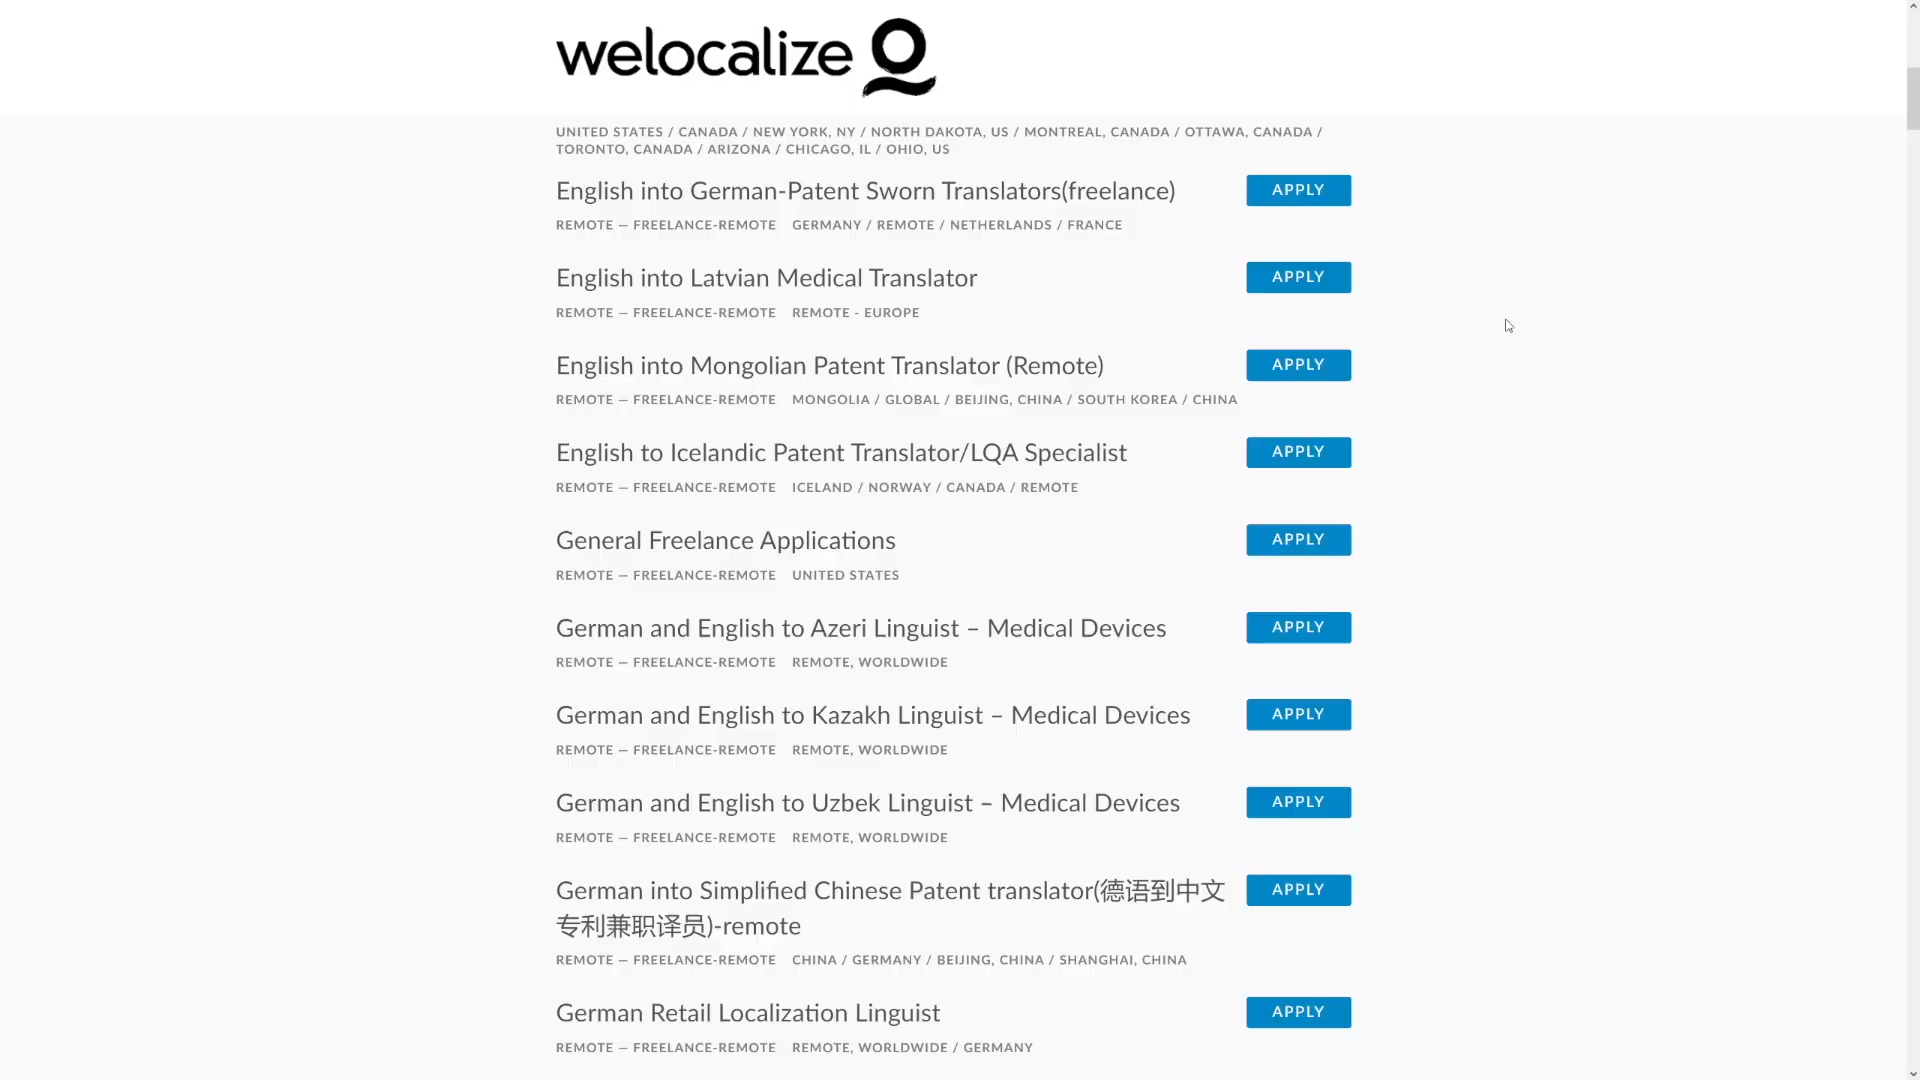 welocalize
UNITED STATES / CANADA / NEW YORK, NY / NORTH DAKOTA, US / MONTREAL, CANADA / OTTAWA, CANADA /
TORONTO, CANADA / ARIZONA / CHICAGO, IL / OHIO, US
English into German-Patent Sworn Translators(freelance)
APPLY
REMOTE — FREELANCE-REMOTE GERMANY / REMOTE / NETHERLANDS / FRANCE
English into Latvian Medical Translator
APPLY
REMOTE — FREELANCE-REMOTE REMOTE - EUROPE
English into Mongolian Patent Translator (Remote)
APPLY
REMOTE — FREELANCE-REMOTE MONGOLIA / GLOBAL / BEIJING, CHINA / SOUTH KOREA / CHINA
English to Icelandic Patent Translator/LQA Specialist
APPLY
REMOTE — FREELANCE-REMOTE ICELAND / NORWAY / CANADA / REMOTE
General Freelance Applications
APPLY
REMOTE — FREELANCE-REMOTE UNITED STATES
German and English to Azeri Linguist – Medical Devices
APPLY
REMOTE — FREELANCE-REMOTE REMOTE, WORLDWIDE
German and English to Kazakh Linguist – Medical Devices
APPLY
REMOTE — FREELANCE-REMOTE REMOTE, WORLDWIDE
German and English to Uzbek Linguist – Medical Devices
APPLY
REMOTE — FREELANCE-REMOTE REMOTE, WORLDWIDE
German into Simplified Chinese Patent translator(德语到中文
APPLY
专利兼职译员)-remote
REMOTE — FREELANCE-REMOTE CHINA / GERMANY / BEIJING, CHINA / SHANGHAI, CHINA
German Retail Localization Linguist
APPLY
REMOTE — FREELANCE-REMOTE REMOTE, WORLDWIDE / GERMANY